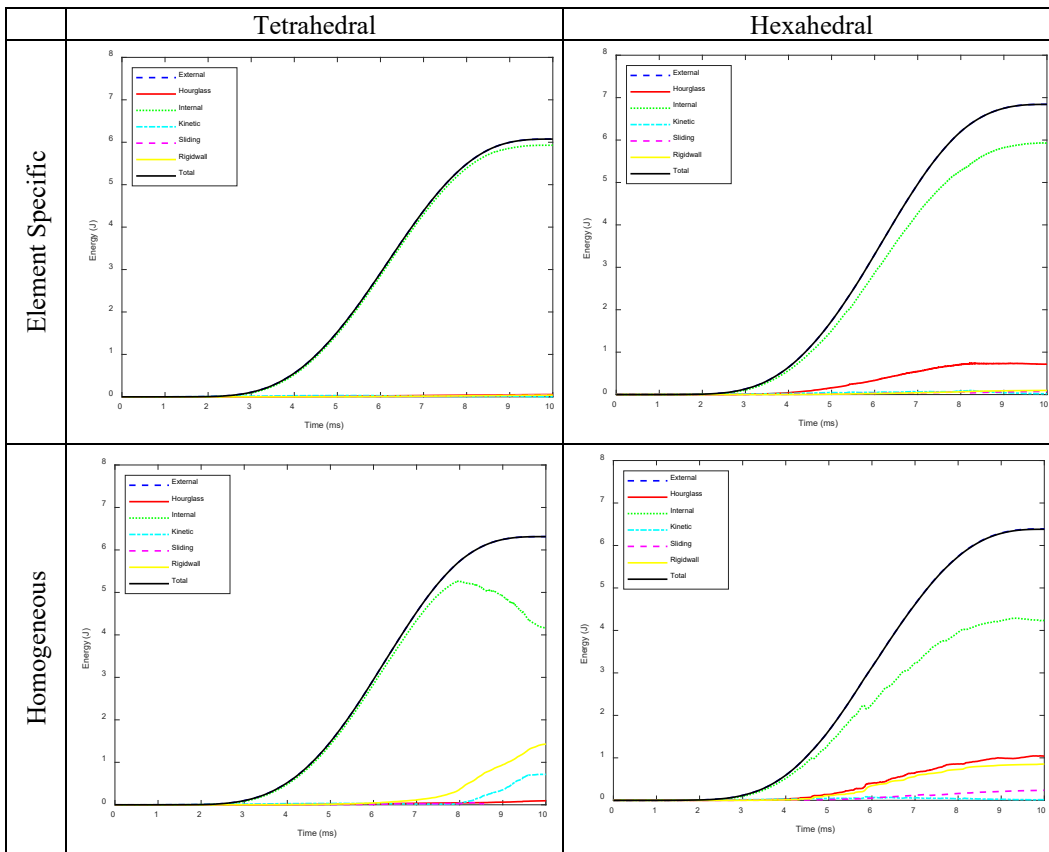 Tetrahedral
Hexahedral
Element Specific
8
7
6
5
4
3
2
1
0
Energy (J)
External
Hourglass
Internal
Kinetic
Sliding
Rigidwall
Total
0 1 2 3 4 5 6 7 8 9 10
Time (ms)
8
7
6
5
4
3
2
1
0
Energy (J)
External
Hourglass
Internal
Kinetic
Sliding
Rigidwall
Total
0 1 2 3 4 5 6 7 8 9 10
Time (ms)
Homogeneous
8
7
6
5
4
3
2
1
0
Energy (J)
External
Hourglass
Internal
Kinetic
Sliding
Rigidwall
Total
0 1 2 3 4 5 6 7 8 9 10
Time (ms)
8
7
6
5
4
3
2
1
0
Energy (J)
External
Hourglass
Internal
Kinetic
Sliding
Rigidwall
Total
0 1 2 3 4 5 6 7 8 9 10
Time (ms)